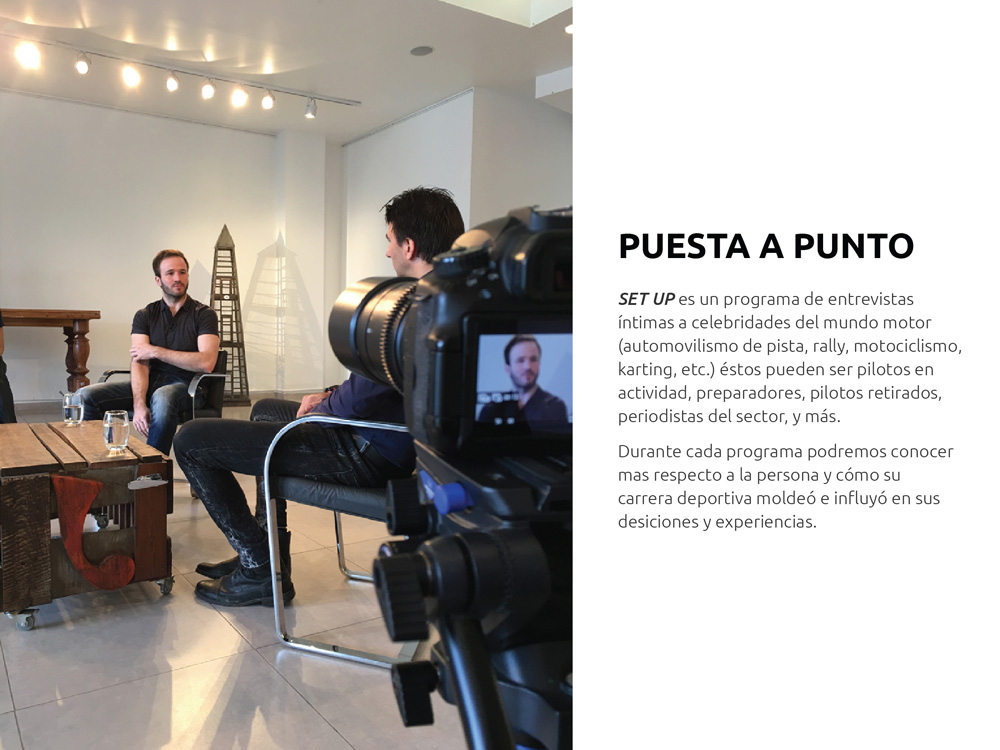 PUESTA A PUNTO
SET UP es un programa de entrevistas
íntimas a celebridades del mundo motor
(automovilismo de pista, rally, motociclismo,
karting, etc.) éstos pueden ser pilotos en
actividad, preparadores, pilotos retirados,
periodistas del sector, y más.
Durante cada programa podremos conocer
mas respecto a la persona y cómo su
carrera deportiva moldeó e influyó en sus
desiciones y experiencias.